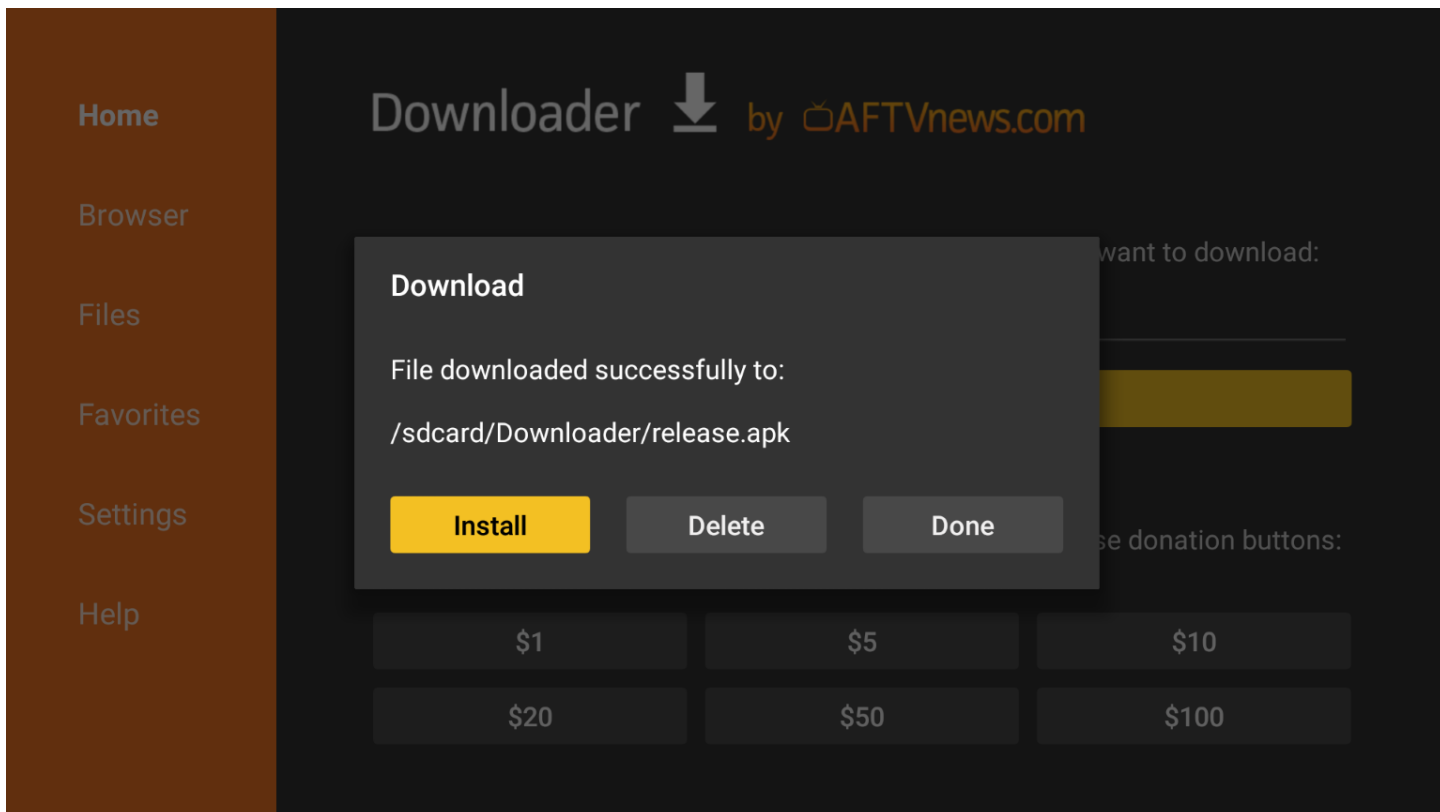 Home
Browser
Files
Favorites
Settings
Help
Downloader by AFTVnews.com
want to download:
Download
File downloaded successfully to:
/sdcard/Downloader/release.apk
Install Delete Done
se donation buttons:
$1 $5 $10
$20 $50 $100